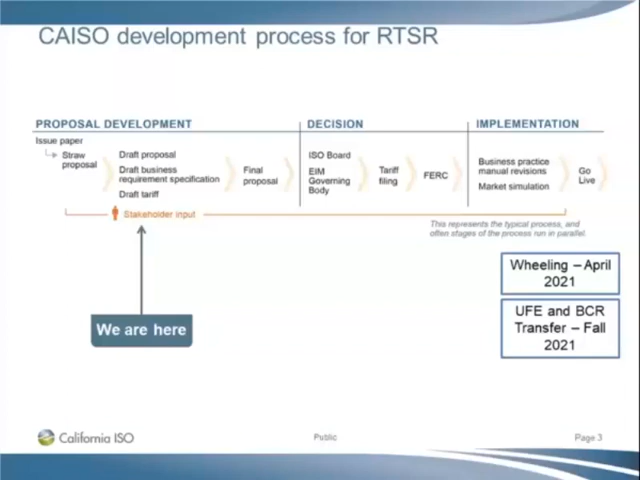 CAISO development process for RTSR
PROPOSAL DEVELOPMENT
Issue paper
Straw
proposal
Draft proposal
Draft business
requirement specification
Draft tariff
Final
proposal
Stakeholder input
DECISION
ISO Board
EIM
Governing
Body
Tariff
filing
FERC
IMPLEMENTATION
Business practice
manual revisions
Market simulation
Go
Live
This represents the typical process, and
often stages of the process run in parallel.
We are here
Wheeling – April
2021
UFE and BCR
Transfer – Fall
2021
California ISO
Public
Page 3